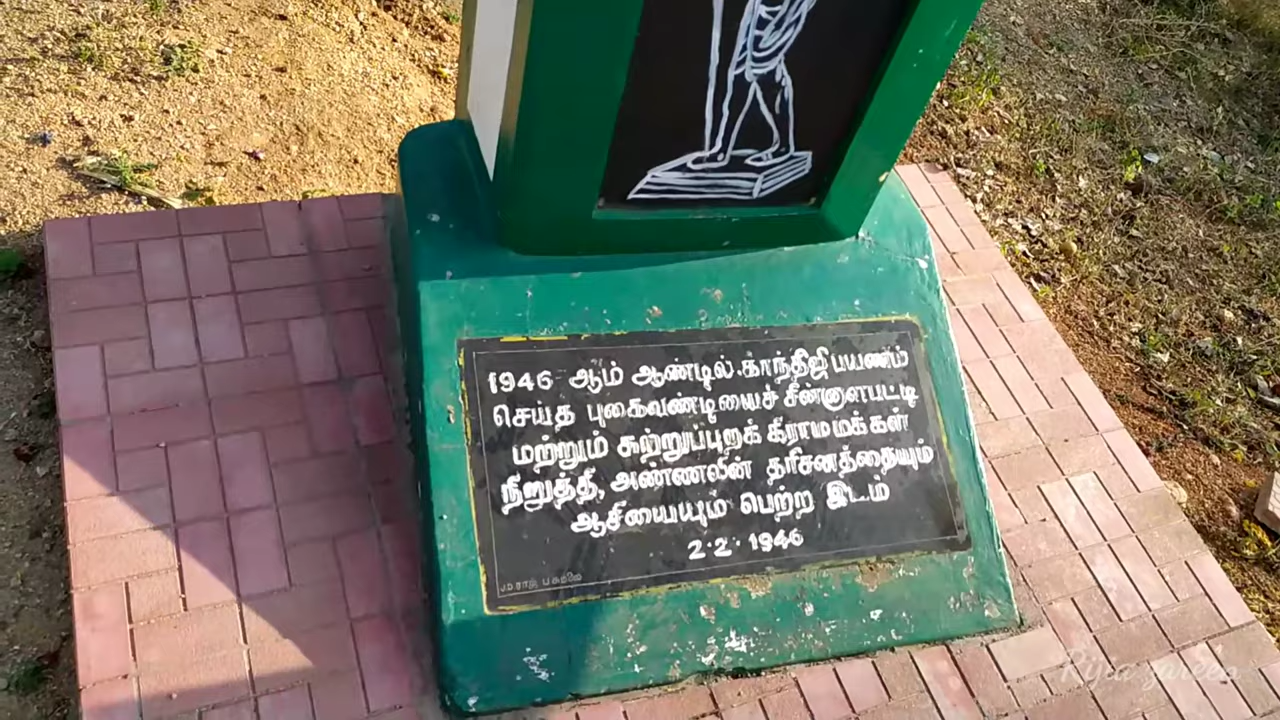 1946 ஆம் ஆண்டில் காந்திஜி பயணம்
செய்த புகைவண்டியைச் சின்னாளபட்டி
மற்றும் சுற்றுப்புறக் கிராமமக்கள்
நிறுத்தி, அண்ணலின் தரிசனத்தையும்
ஆசியையும் பெற்ற இடம்
2.2.1946